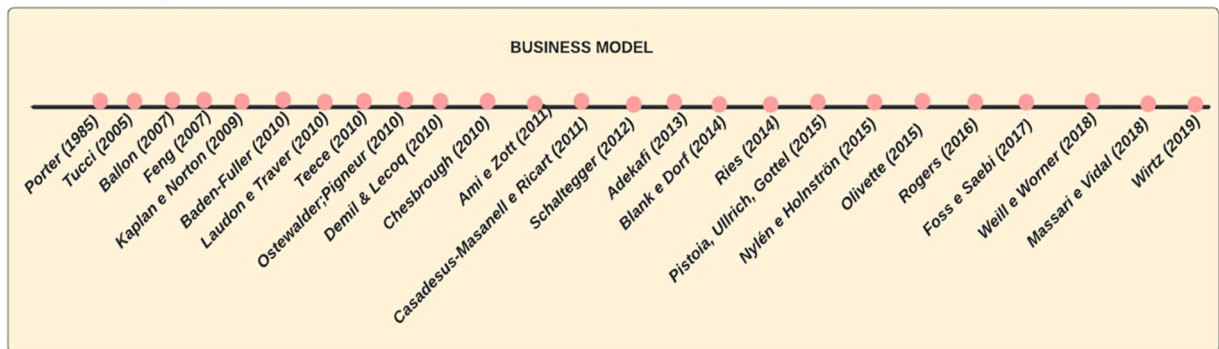 BUSINESS MODEL
Porter (1985)
Tucci (2005)
Ballon (2007)
Feng (2007)
Kaplan e Norton (2009)
Baden-Fuller (2010)
Laudon e Traver (2010)
Teece (2010)
Ostewalder;Pigneur (2010)
Demil & Lecoq (2010)
Chesbrough (2010)
Ami e Zott (2011)
Casadesus-Masanell e Ricart (2011)
Schaltegger (2012)
Adekafi (2013)
Blank e Dorf (2014)
Ries (2014)
Pistoia, Ullrich, Gottel (2015)
Nylén e Holnströn (2015)
Olivette (2015)
Rogers (2016)
Foss e Saebi (2017)
Weill e Worner (2018)
Massari e Vidal (2018)
Wirtz (2019)